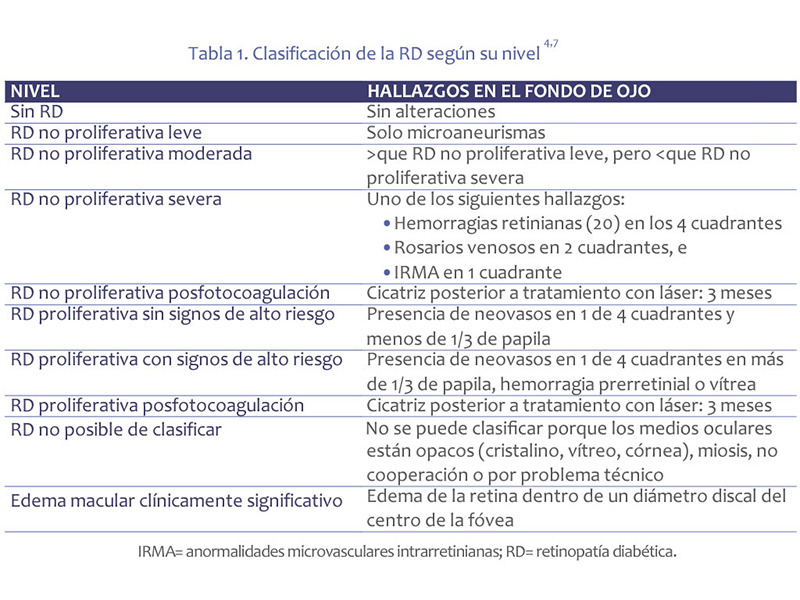 Tabla 1. Clasificación de la RD según su nivel 4,7
NIVEL HALLAZGOS EN EL FONDO DE OJO
Sin RD Sin alteraciones
RD no proliferativa leve Solo microaneurismas
RD no proliferativa moderada >que RD no proliferativa leve, pero <que RD no
proliferativa severa
RD no proliferativa severa Uno de los siguientes hallazgos:
• Hemorragias retinianas (20) en los 4 cuadrantes
• Rosarios venosos en 2 cuadrantes, e
• IRMA en 1 cuadrante
RD no proliferativa posfotocoagulación Cicatriz posterior a tratamiento con láser: 3 meses
RD proliferativa sin signos de alto riesgo Presencia de neovasos en 1 de 4 cuadrantes y
menos de 1/3 de papila
RD proliferativa con signos de alto riesgo Presencia de neovasos en 1 de 4 cuadrantes en más
de 1/3 de papila, hemorragia prerretinial o vítrea
RD proliferativa posfotocoagulación Cicatriz posterior a tratamiento con láser: 3 meses
RD no posible de clasificar No se puede clasificar porque los medios oculares
están opacos (cristalino, vítreo, córnea), miosis, no
cooperación o por problema técnico
Edema macular clínicamente significativo Edema de la retina dentro de un diámetro discal del
centro de la fóvea
IRMA= anormalidades microvasculares intrarretinianas; RD= retinopatía diabética.